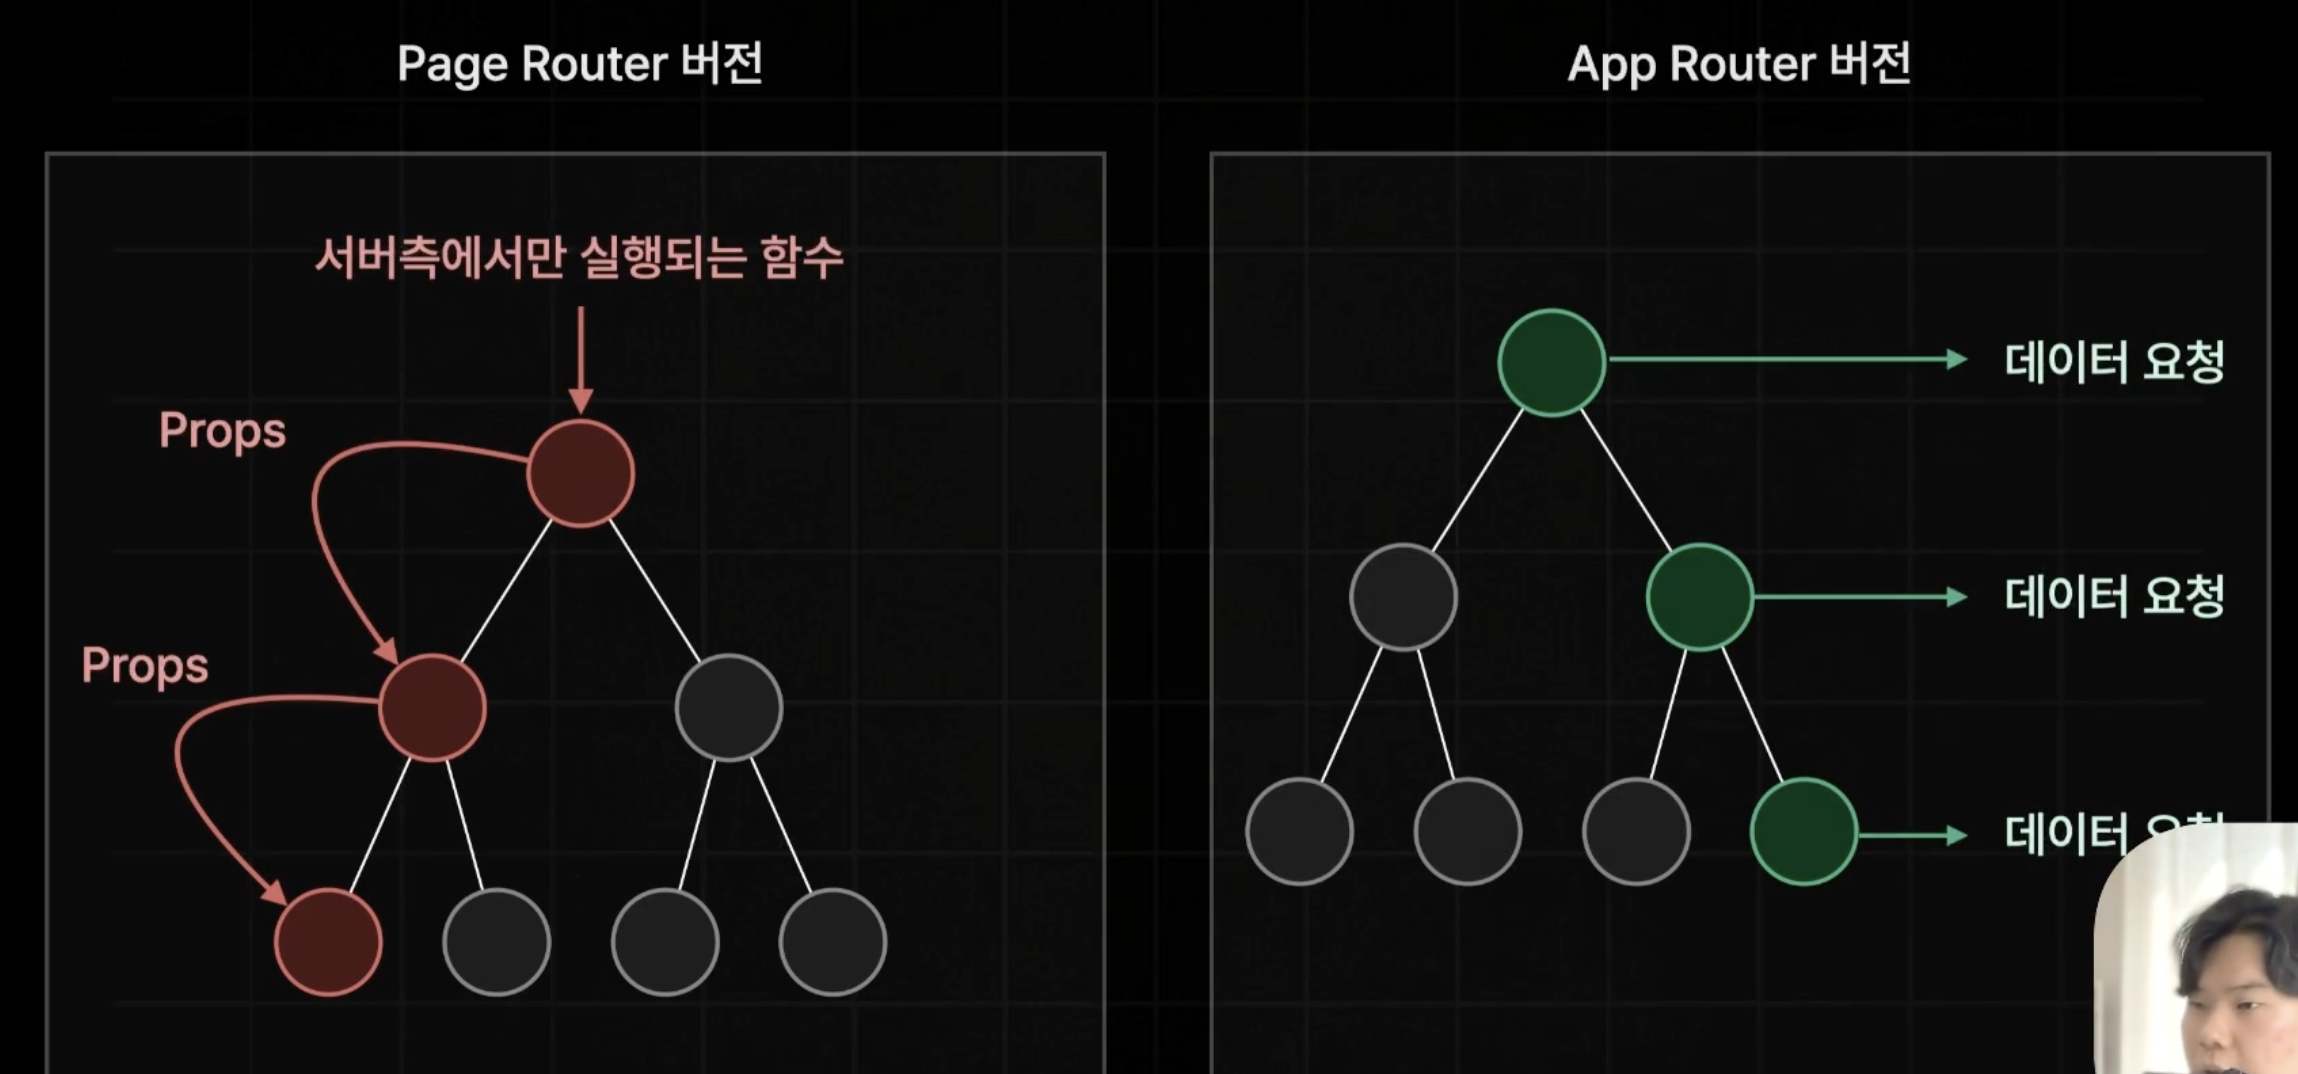 Page Router 버전
서버측에서만 실행되는 함수
Props
Props
App Router 버전
데이터 요청
데이터 요청
데이터